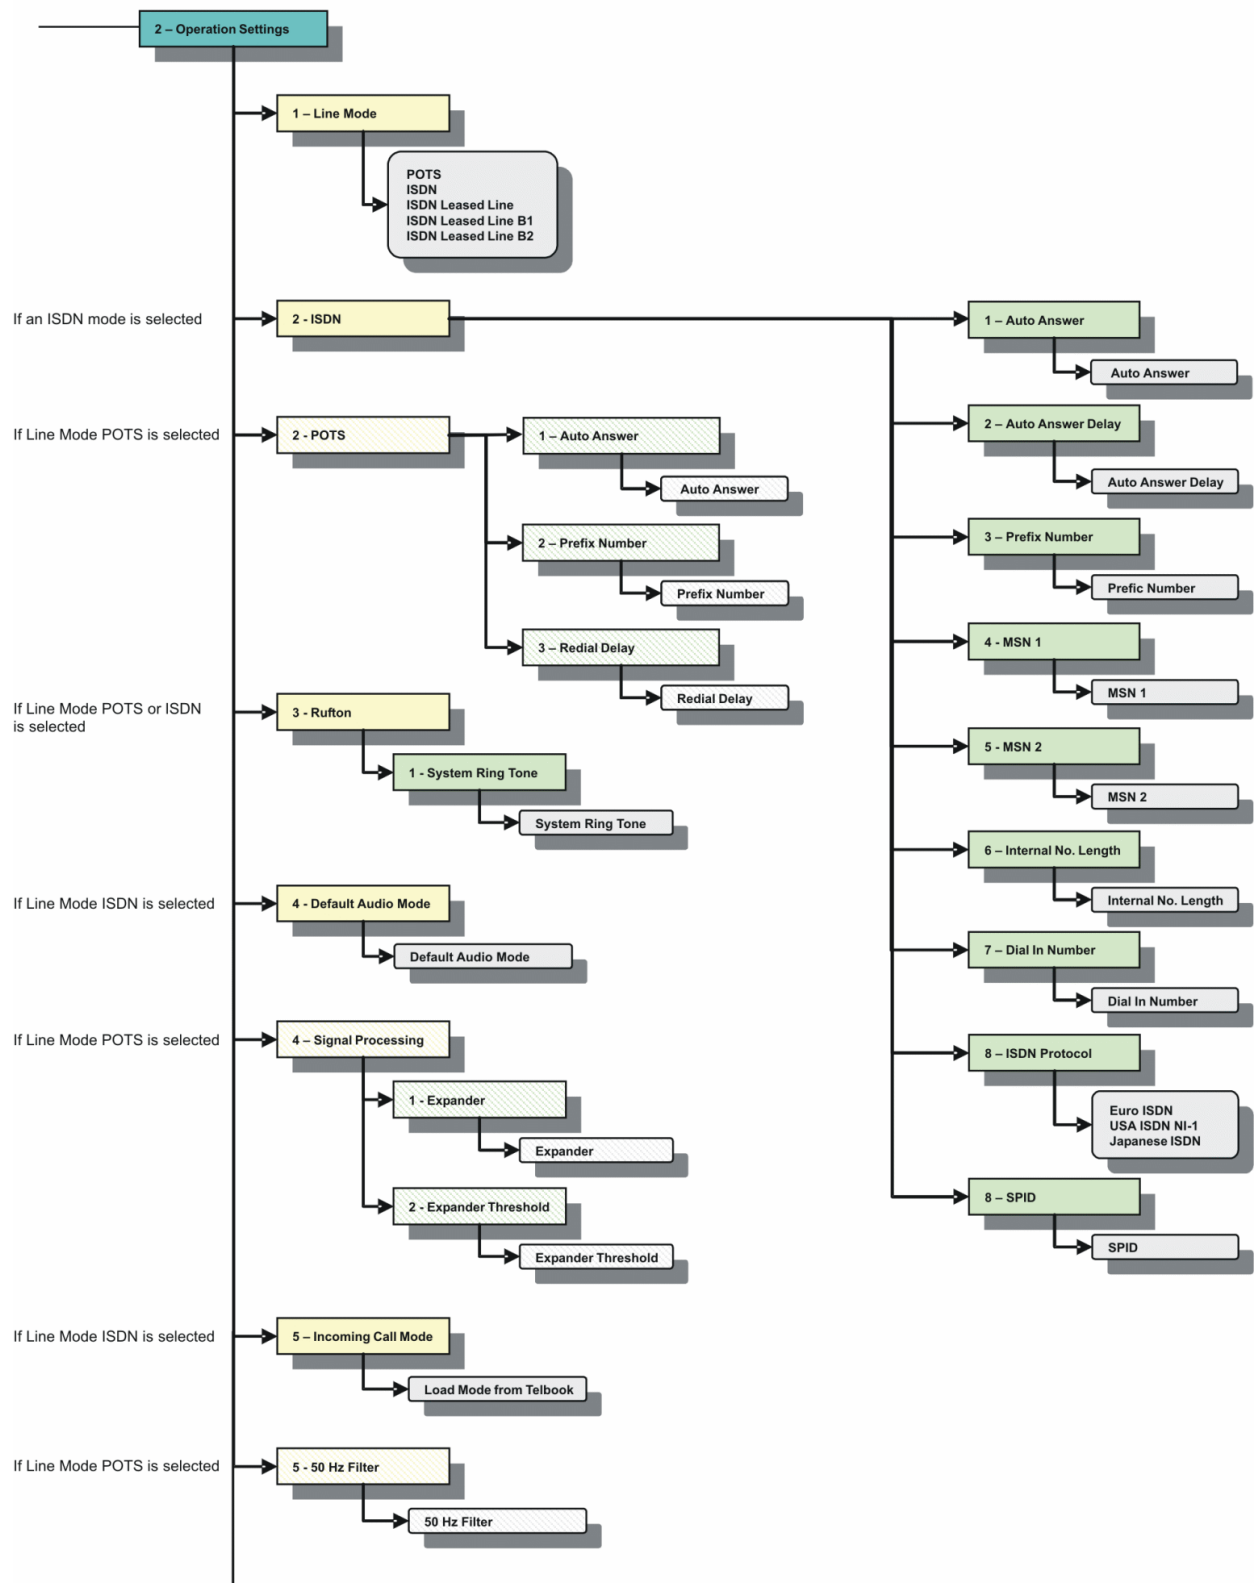 2 – Operation Settings
1 – Line Mode
POTS
ISDN
ISDN Leased Line
ISDN Leased Line B1
ISDN Leased Line B2
If an ISDN mode is selected
2 - ISDN
1 – Auto Answer
Auto Answer
2 – Auto Answer Delay
Auto Answer Delay
3 – Prefix Number
Prefic Number
4 - MSN 1
MSN 1
5 - MSN 2
MSN 2
6 – Internal No. Length
Internal No. Length
7 – Dial In Number
Dial In Number
8 – ISDN Protocol
Euro ISDN
USA ISDN NI-1
Japanese ISDN
8 – SPID
SPID
If Line Mode POTS is selected
2 - POTS
1 – Auto Answer
Auto Answer
2 – Prefix Number
Prefix Number
3 – Redial Delay
Redial Delay
If Line Mode POTS or ISDN
is selected
3 - Rufton
1 - System Ring Tone
System Ring Tone
If Line Mode ISDN is selected
4 - Default Audio Mode
Default Audio Mode
If Line Mode POTS is selected
4 – Signal Processing
1 - Expander
Expander
2 - Expander Threshold
Expander Threshold
If Line Mode ISDN is selected
5 – Incoming Call Mode
Load Mode from Telbook
If Line Mode POTS is selected
5 - 50 Hz Filter
50 Hz Filter